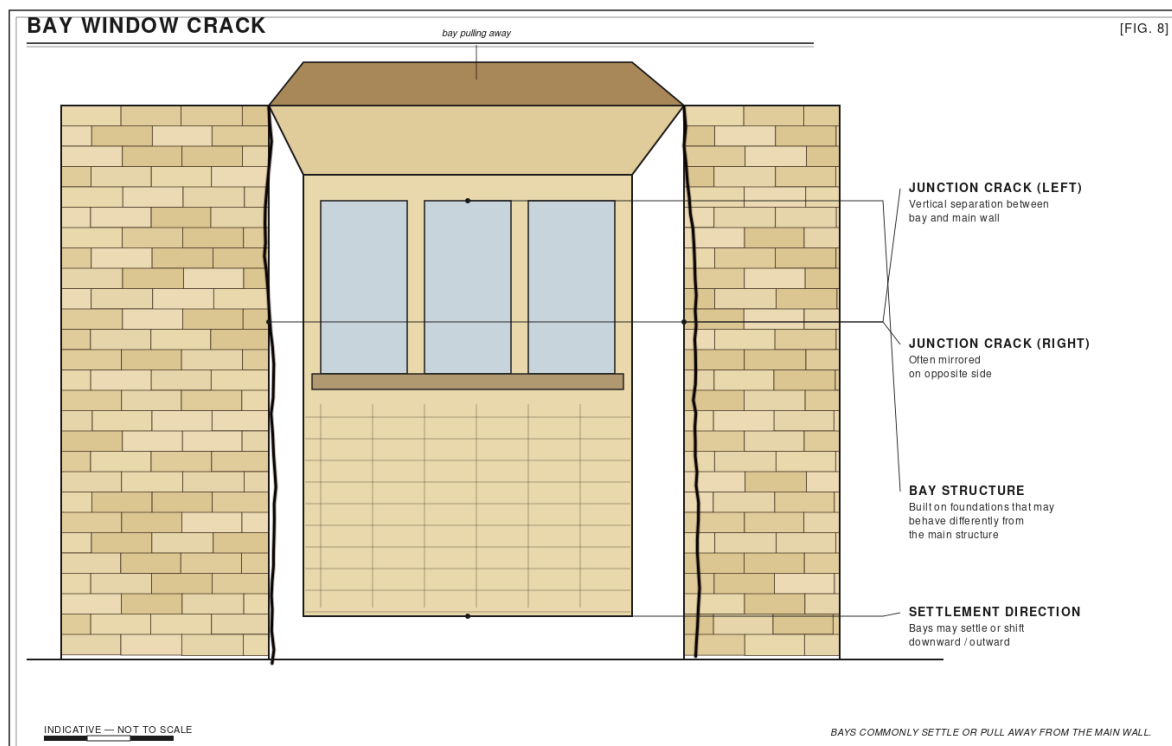 BAY WINDOW CRACK
[FIG. 8]
bay pulling away
JUNCTION CRACK (LEFT)
Vertical separation between
bay and main wall
JUNCTION CRACK (RIGHT)
Often mirrored
on opposite side
BAY STRUCTURE
Built on foundations that may
behave differently from
the main structure
SETTLEMENT DIRECTION
Bays may settle or shift
downward / outward
INDICATIVE — NOT TO SCALE
BAYS COMMONLY SETTLE OR PULL AWAY FROM THE MAIN WALL.